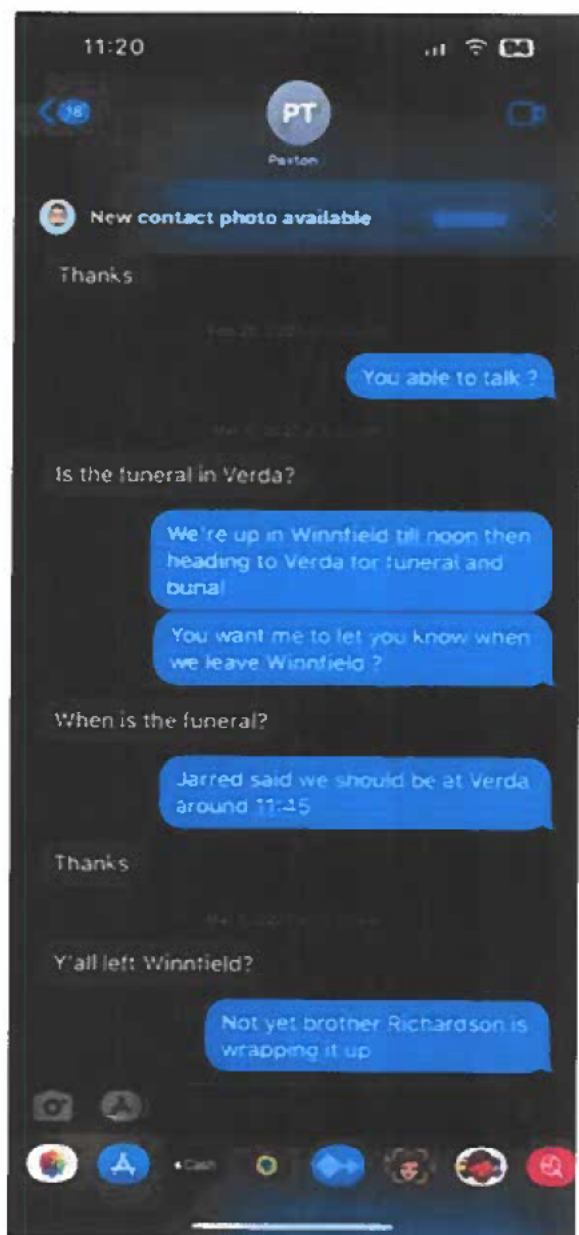 11:20
PT
Paxton
New contact photo available
Thanks
You able to talk ?
Is the funeral in Verda?
We're up in Winnfield till noon then
heading to Verda for funeral and
burial
You want me to let you know when
we leave Winnfield ?
When is the funeral?
Jarred said we should be at Verda
around 11:45
Thanks
Y'all left Winnfield?
Not yet brother Richardson is
wrapping it up
Cash